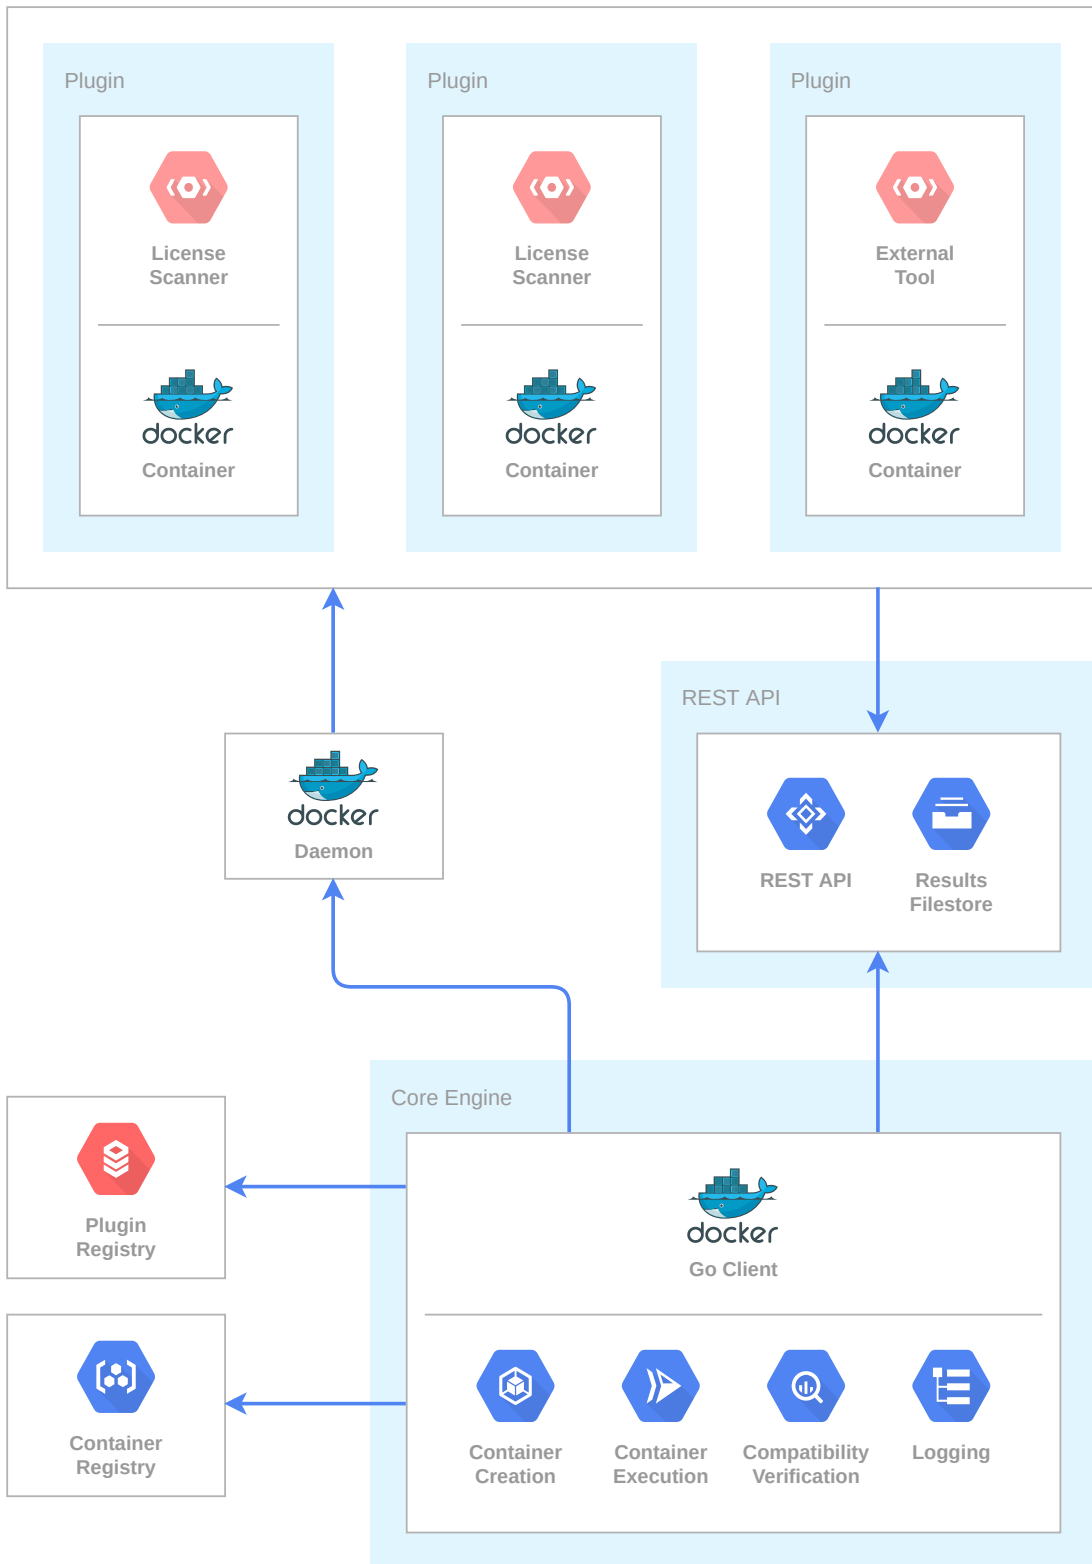 Plugin
Plugin
Plugin
License
Scanner
License
Scanner
External
Tool
docker
Container
docker
Container
docker
Container
REST API
docker
Daemon
REST API
Results
Filestore
Core Engine
Plugin
Registry
docker
Go Client
Container
Registry
Container
Creation
Container
Execution
Compatibility
Verification
Logging